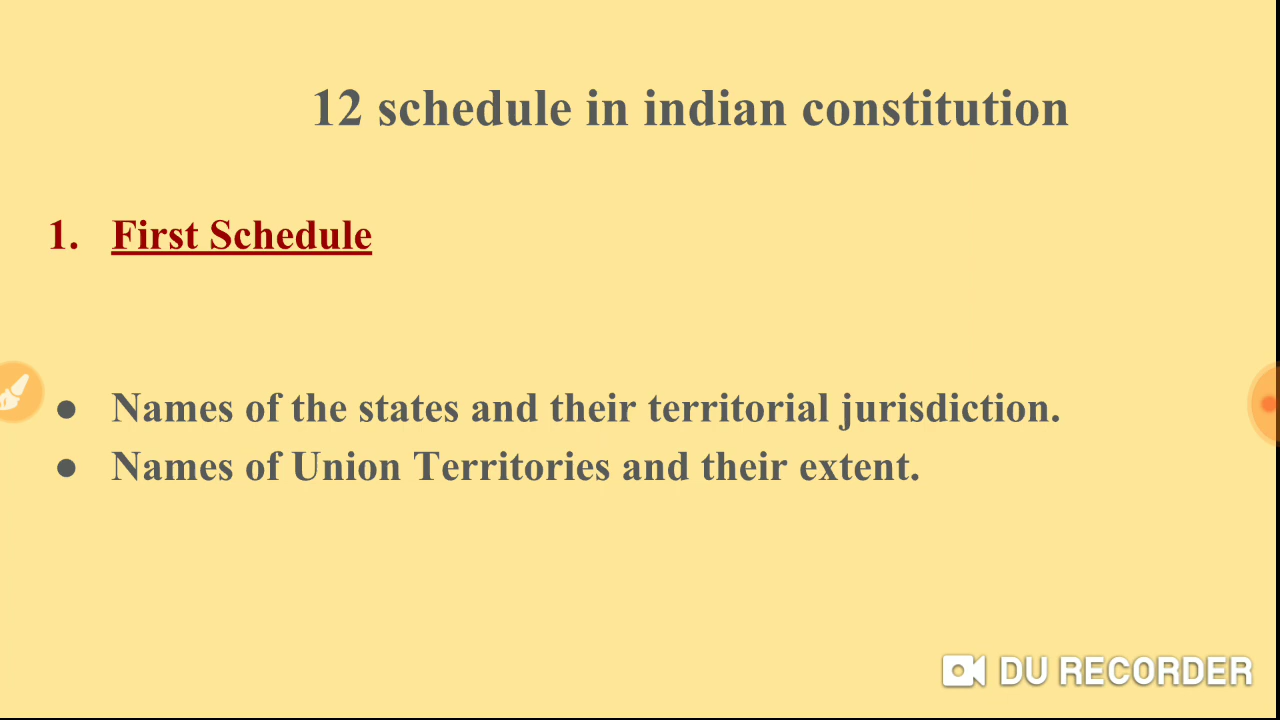 12 schedule in indian constitution
1. First Schedule
● Names of the states and their territorial jurisdiction.
● Names of Union Territories and their extent.
DU RECORDER